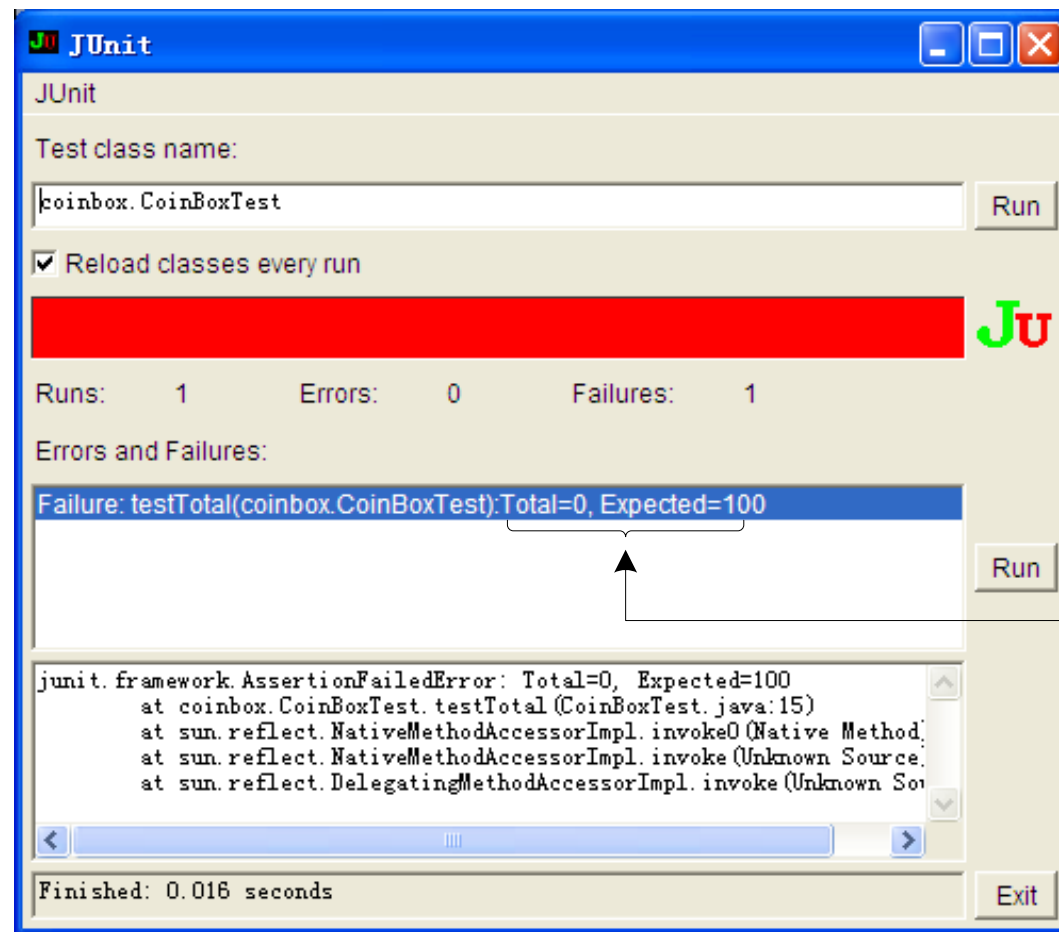 JU JUnit
JUnit
Test class name:
coinbox.CoinBoxTest
Run
Reload classes every run
JU
Runs: 1 Errors: 0 Failures: 1
Errors and Failures:
Failure: testTotal(coinbox.CoinBoxTest):Total=0, Expected=100
Run
junit.framework.AssertionFailedError: Total=0, Expected=100
at coinbox.CoinBoxTest.testTotal(CoinBoxTest.java:15)
at sun.reflect.NativeMethodAccessorImpl.invoke0(Native Method)
at sun.reflect.NativeMethodAccessorImpl.invoke(Unknown Source)
at sun.reflect.DelegatingMethodAccessorImpl.invoke(Unknown Sou
Finished: 0.016 seconds
Exit